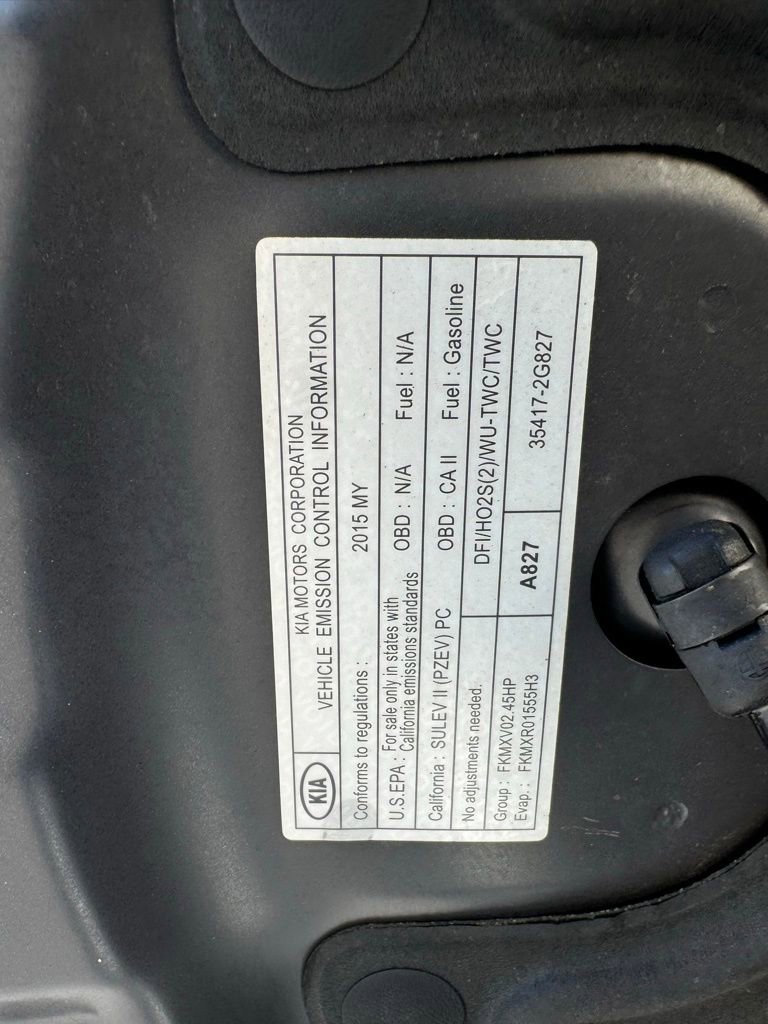 KIA
KIA MOTORS CORPORATION
VEHICLE EMISSION CONTROL INFORMATION
Conforms to regulations : 2015 MY
U.S.EPA : For sale only in states with California emissions standards OBD : N/A Fuel : N/A
California : SULEV II (PZEV) PC OBD : CA II Fuel : Gasoline
No adjustments needed. DFI/HO2S(2)/WU-TWC/TWC
Group : FKMXV02.45HP
Evap. : FKMXR01555H3
A827
35417-2G827